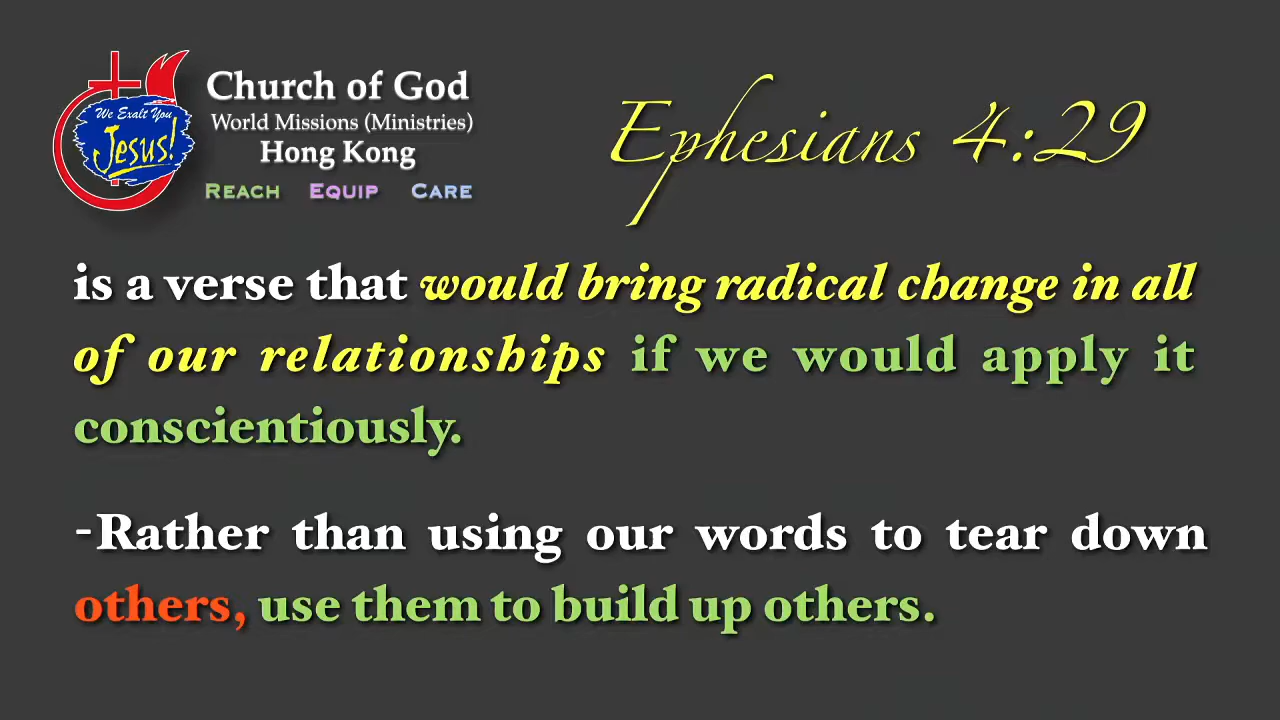 We Exalt You
Jesus!
Church of God
World Missions (Ministries)
Hong Kong
REACH EQUIP CARE
Ephesians 4:29
is a verse that would bring radical change in all
of our relationships if we would apply it
conscientiously.
-Rather than using our words to tear down
others, use them to build up others.